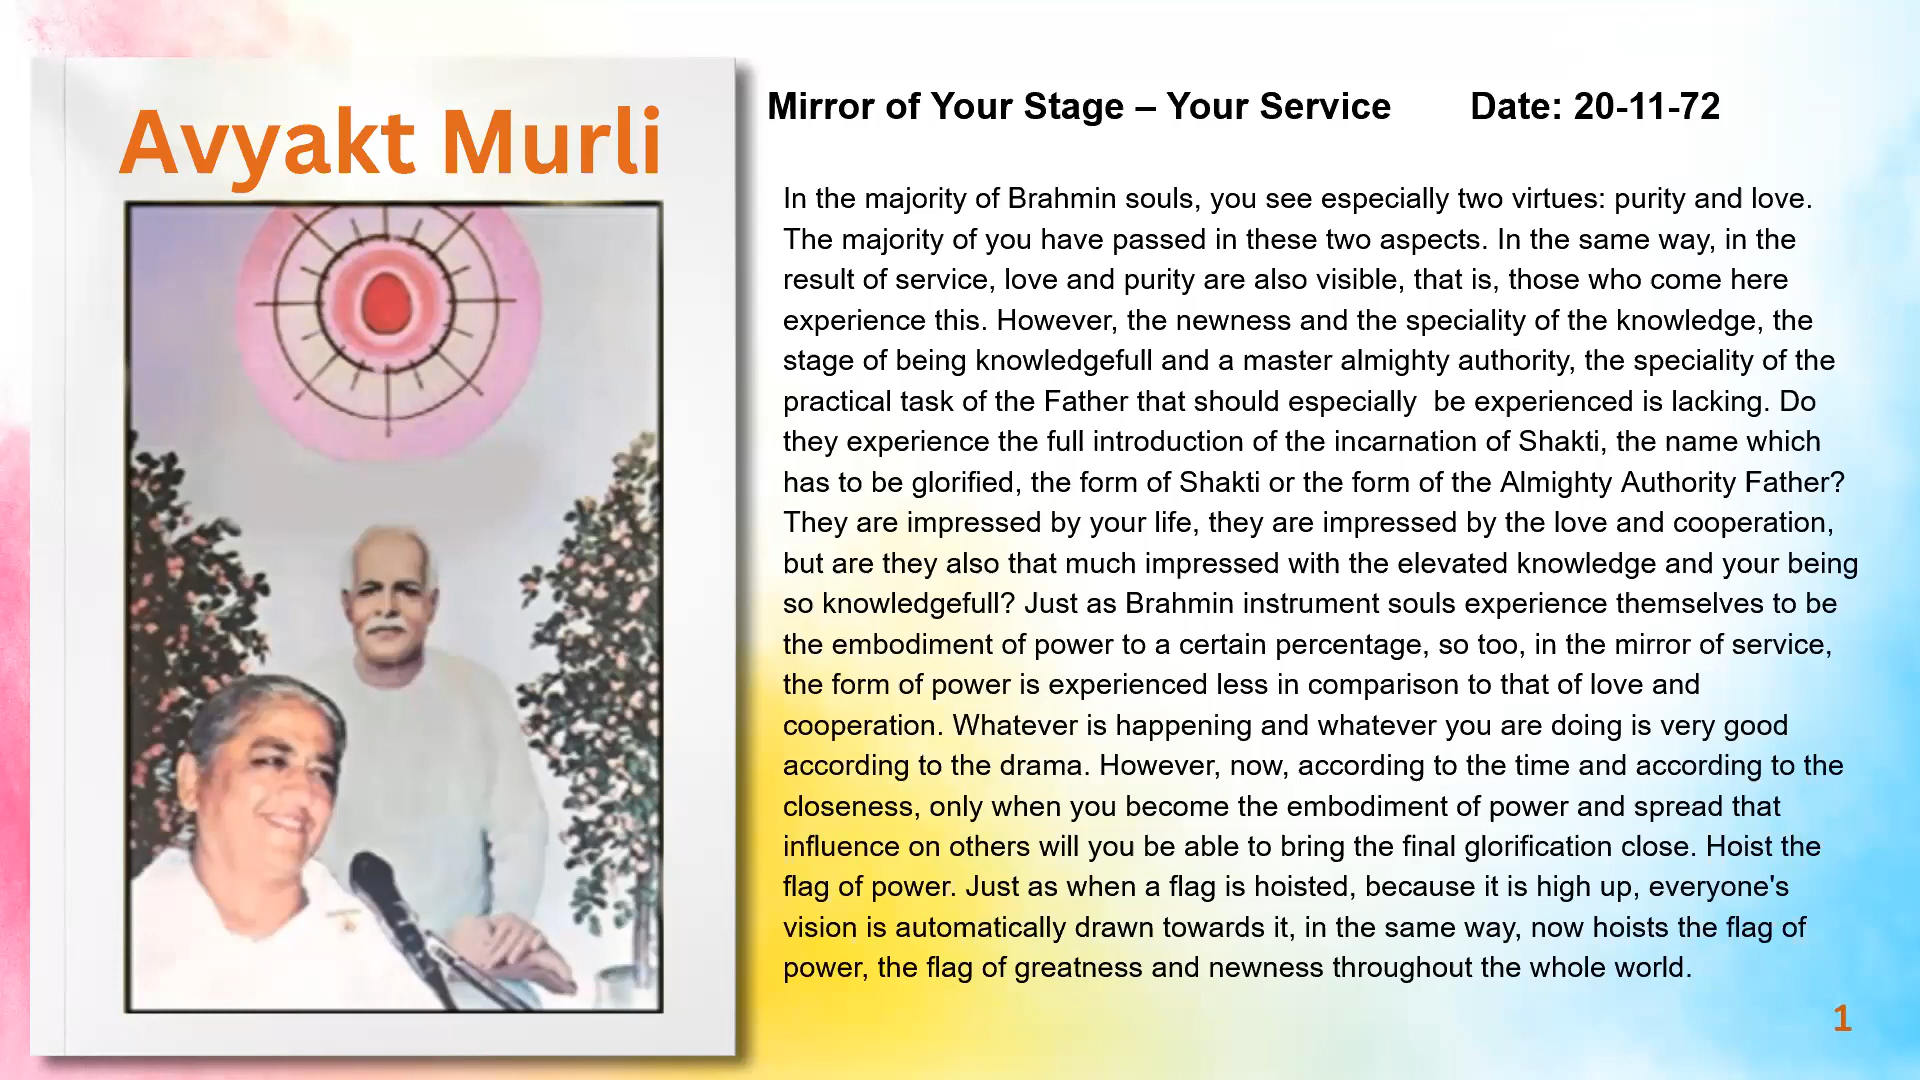 Avyakt Murli
Mirror of Your Stage – Your Service Date: 20-11-72
In the majority of Brahmin souls, you see especially two virtues: purity and love.
The majority of you have passed in these two aspects. In the same way, in the
result of service, love and purity are also visible, that is, those who come here
experience this. However, the newness and the speciality of the knowledge, the
stage of being knowledgefull and a master almighty authority, the speciality of the
practical task of the Father that should especially  be experienced is lacking. Do
they experience the full introduction of the incarnation of Shakti, the name which
has to be glorified, the form of Shakti or the form of the Almighty Authority Father?
They are impressed by your life, they are impressed by the love and cooperation,
but are they also that much impressed with the elevated knowledge and your being
so knowledgefull? Just as Brahmin instrument souls experience themselves to be
the embodiment of power to a certain percentage, so too, in the mirror of service,
the form of power is experienced less in comparison to that of love and
cooperation. Whatever is happening and whatever you are doing is very good
according to the drama. However, now, according to the time and according to the
closeness, only when you become the embodiment of power and spread that
influence on others will you be able to bring the final glorification close. Hoist the
flag of power. Just as when a flag is hoisted, because it is high up, everyone's
vision is automatically drawn towards it, in the same way, now hoists the flag of
power, the flag of greatness and newness throughout the whole world.
1